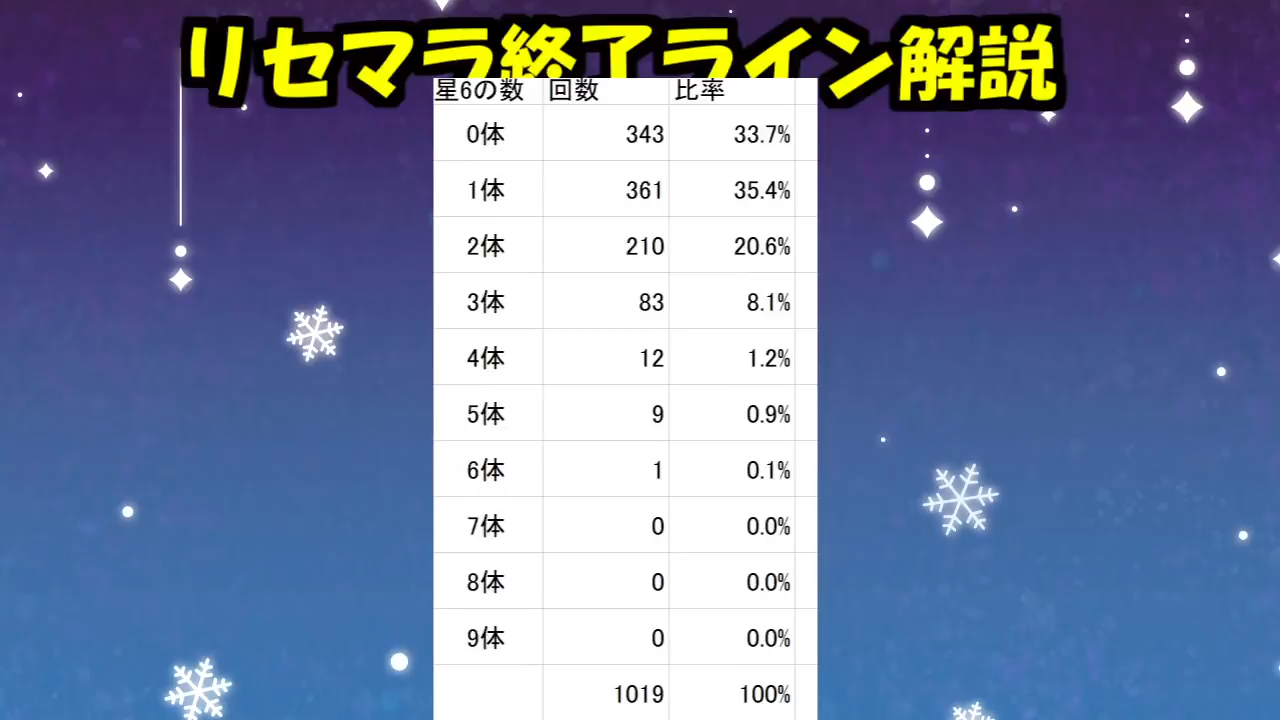 リセマラ終了ライン解説
星6の数 回数 比率
0体 343 33.7%
1体 361 35.4%
2体 210 20.6%
3体 83 8.1%
4体 12 1.2%
5体 9 0.9%
6体 1 0.1%
7体 0 0.0%
8体 0 0.0%
9体 0 0.0%
1019 100%